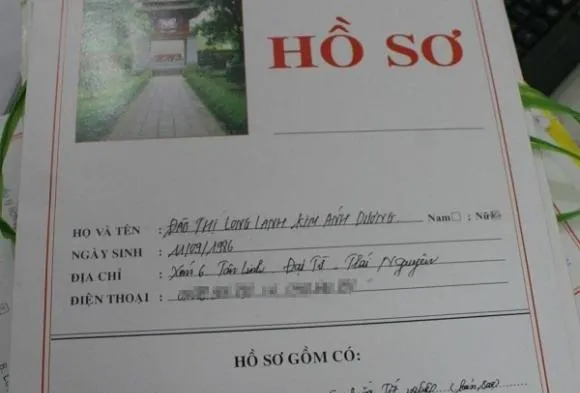 HỒ SƠ
HỌ VÀ TÊN : ĐÀO THỊ LONG LANH KIM ÁNH DƯƠNG Nam ☐ : Nữ ☒
NGÀY SINH : 11/09/1986
ĐỊA CHỈ : Xóm 6. Tân Linh. Đại Từ. Thái Nguyên
ĐIỆN THOẠI :
HỒ SƠ GỒM CÓ: